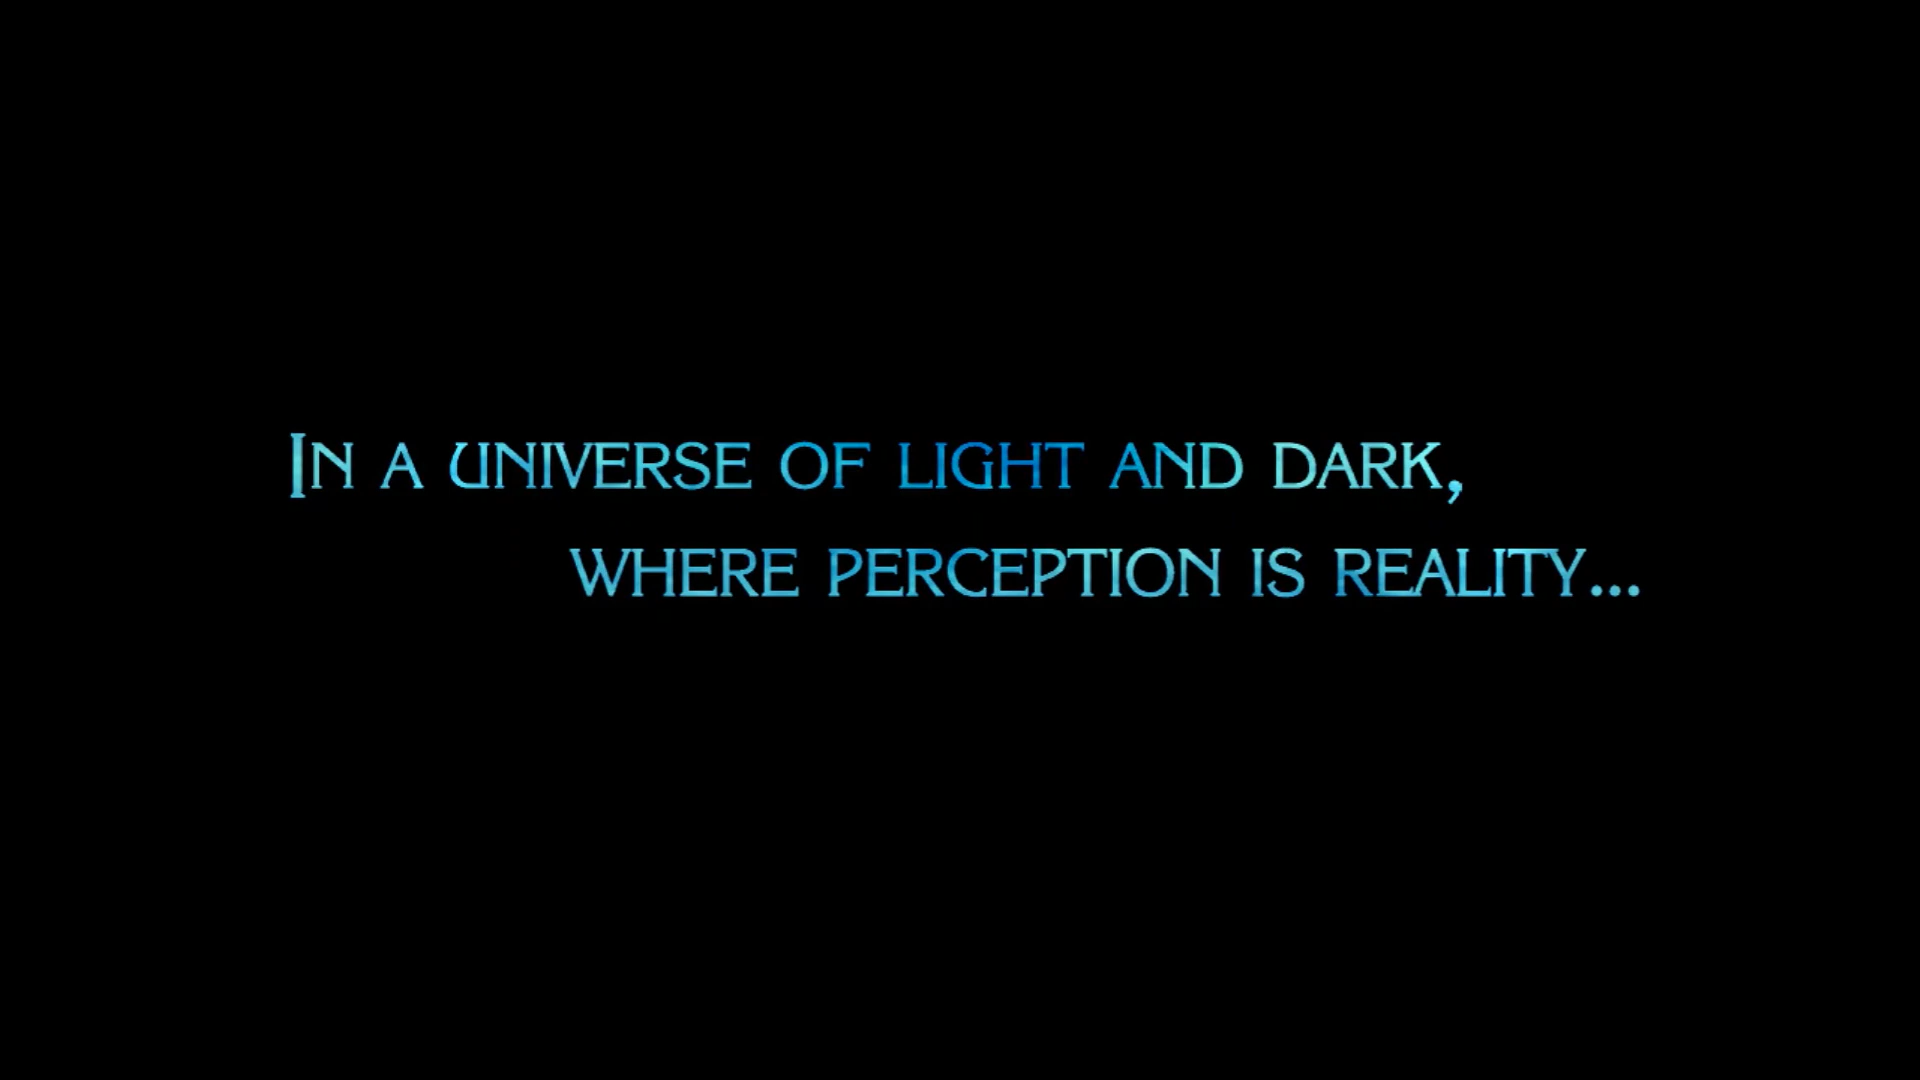 In a universe of light and dark,
where perception is reality...